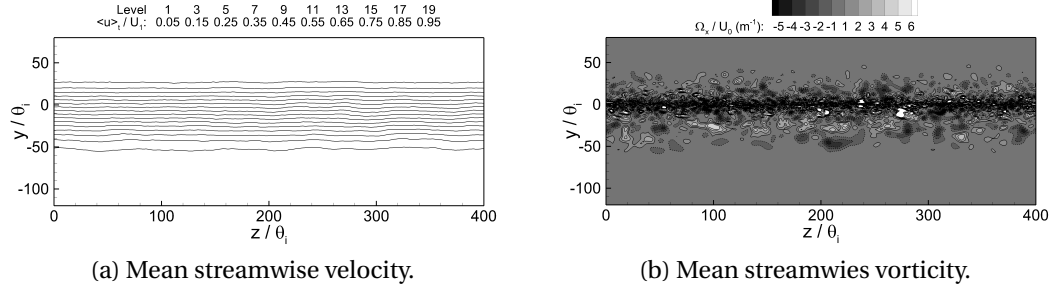 Level 1 3 5 7 9 11 13 15 17 19
<u>t / U1: 0.05 0.15 0.25 0.35 0.45 0.55 0.65 0.75 0.85 0.95
50
0
-50
-100
y / θi
0 100 200 300 400
z / θi
(a) Mean streamwise velocity.
Ωx / U0 (m-1): -5 -4 -3 -2 -1 1 2 3 4 5 6
50
0
-50
-100
y / θi
0 100 200 300 400
z / θi
(b) Mean streamwies vorticity.